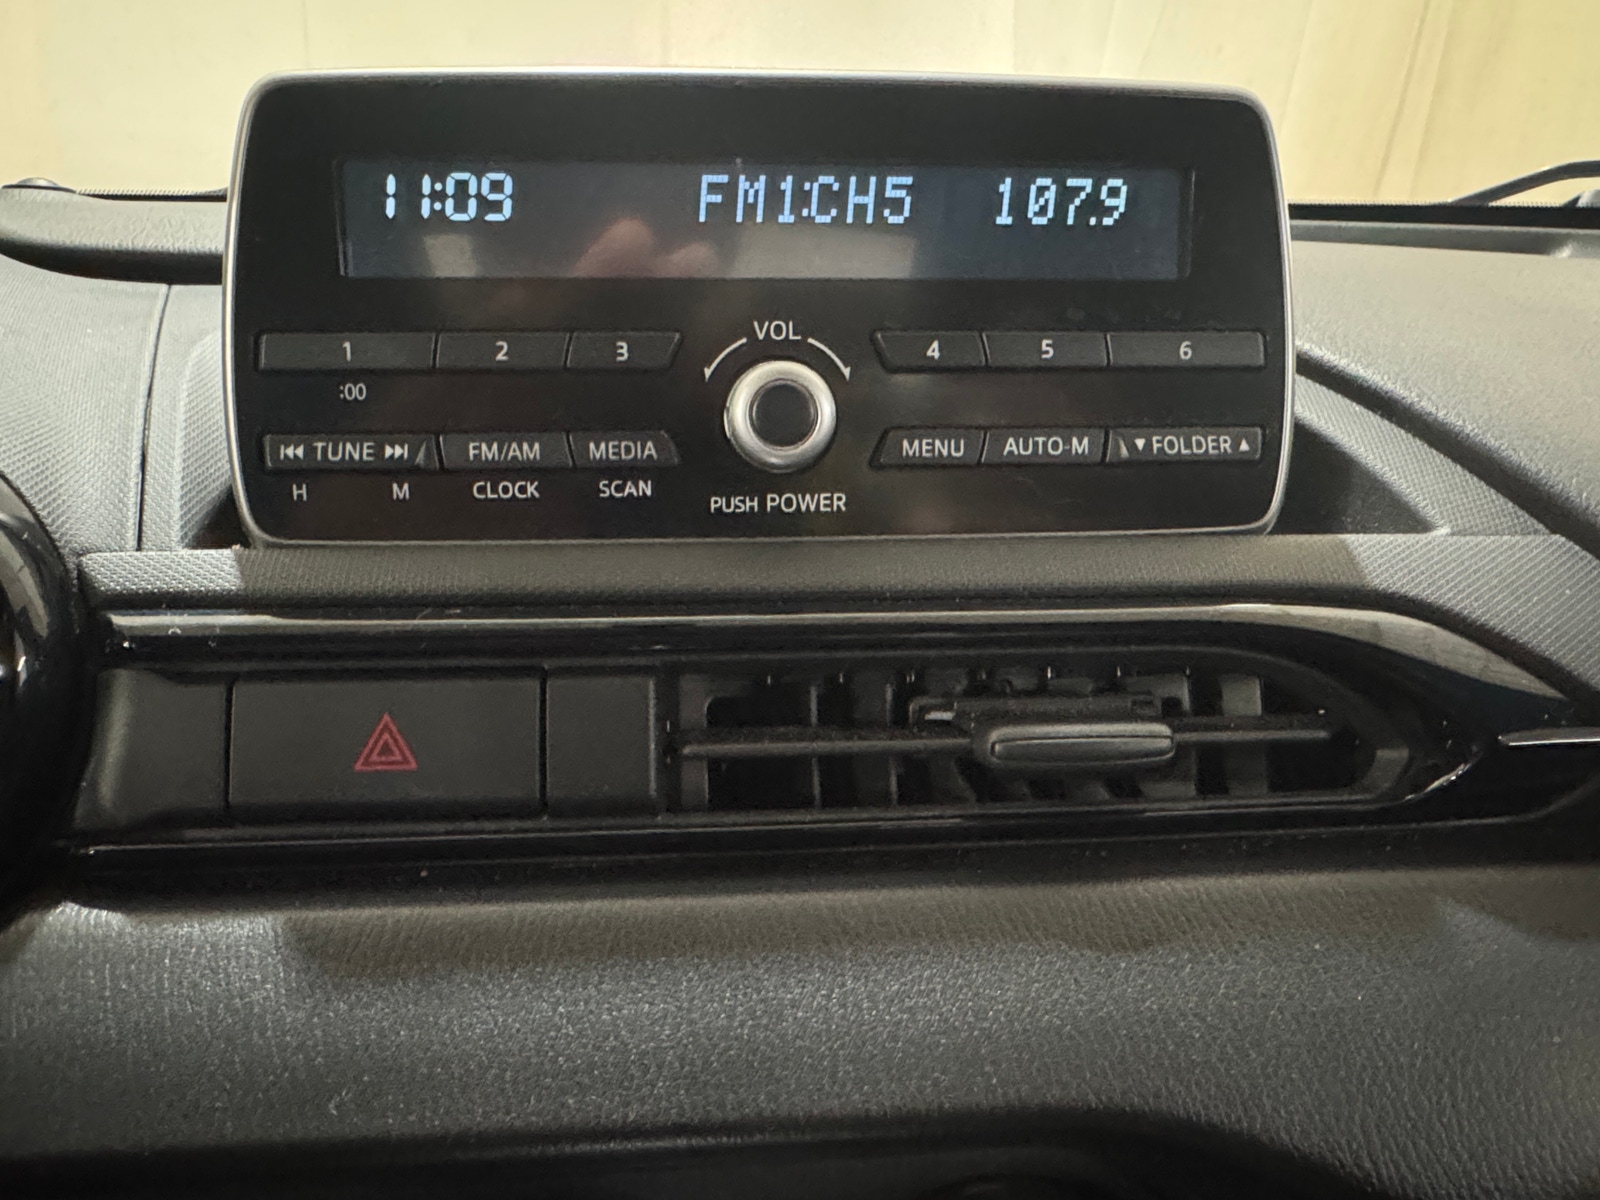 11:09 FM1:CH5 107.9
VOL
1 2 3 4 5 6
:00
⏮ TUNE ⏭ FM/AM MEDIA MENU AUTO-M ▼ FOLDER ▲
H M CLOCK SCAN
PUSH POWER